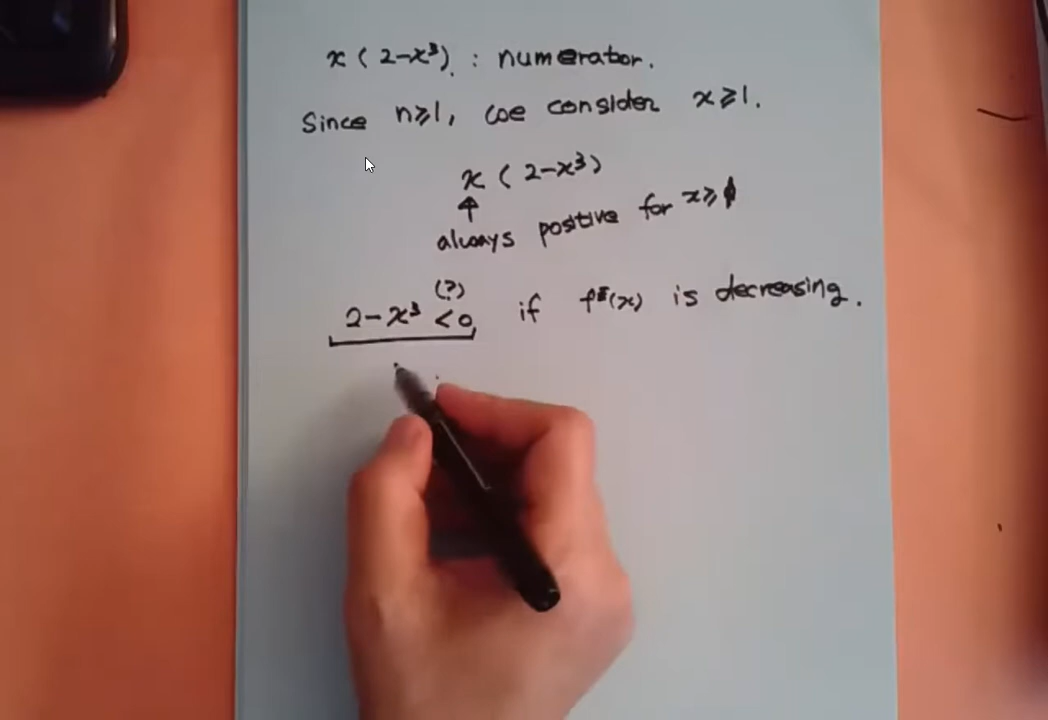 x ( 2-x³ ) : numerator.
Since n≥1, we consider x≥1.
x ( 2-x³ )
↑
always positive for x≥1
(?)
2-x³ <0 if f(x) is decreasing.